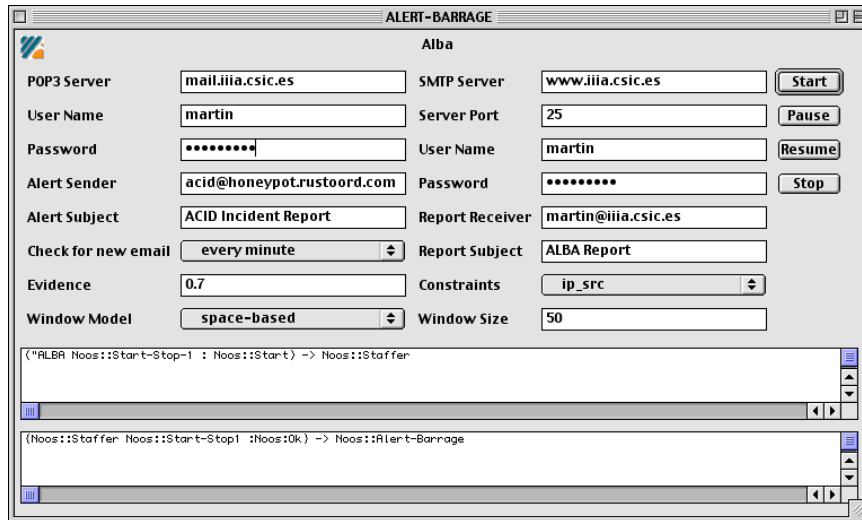 ALERT-BARRAGE
Alba
POP3 Server mail.iiia.csic.es SMTP Server www.iiia.csic.es Start
User Name martin Server Port 25 Pause
Password ●●●●●●●●● User Name martin Resume
Alert Sender acid@honeypot.rustoord.com Password ●●●●●●●●● Stop
Alert Subject ACID Incident Report Report Receiver martin@iiia.csic.es
Check for new email every minute Report Subject ALBA Report
Evidence 0.7 Constraints ip_src
Window Model space-based Window Size 50
("ALBA Noos::Start-Stop-1 : Noos::Start) -> Noos::Staffer
{Noos::Staffer Noos::Start-Stop1 :Noos:Ok} -> Noos::Alert-Barrage